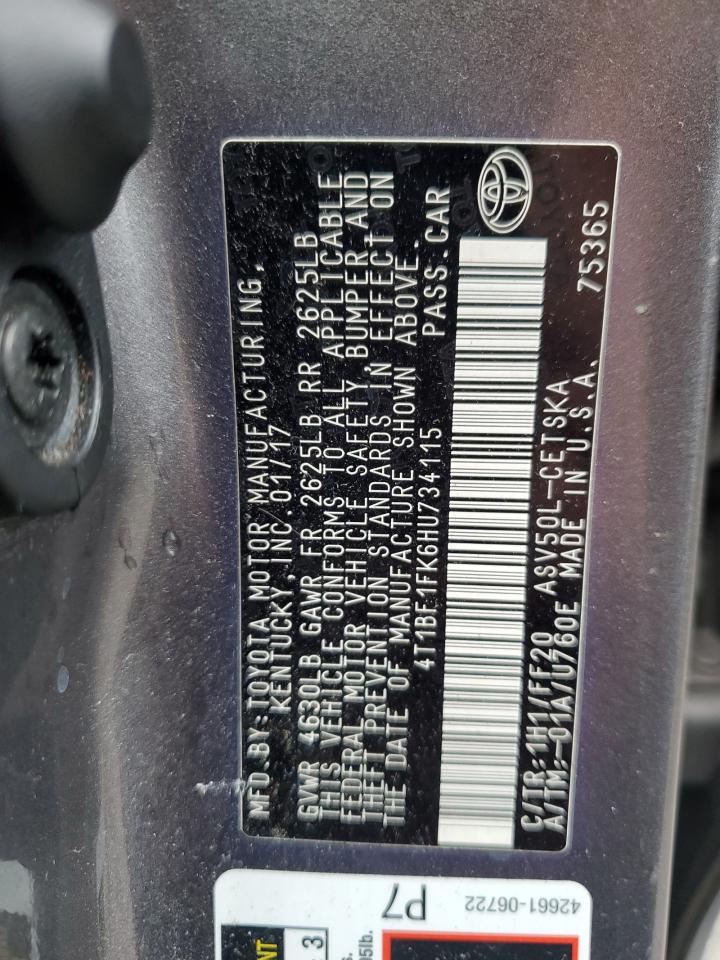 MFD BY:TOYOTA MOTOR MANUFACTURING,
KENTUCKY, INC.01/17
GVWR 4630LB GAWR FR 2625LB RR 2625LB
THIS VEHICLE CONFORMS TO ALL APPLICABLE
FEDERAL MOTOR VEHICLE SAFETY, BUMPER AND
THEFT PREVENTION STANDARDS IN EFFECT ON
THE DATE OF MANUFACTURE SHOWN ABOVE.
4T1BF1FK6HU734115 PASS.CAR
C/TR:1H1/FF20 ASV50L-CETSKA
A/TM:-01A/U760E MADE IN U.S.A. 75365
P7
42661-06722
3